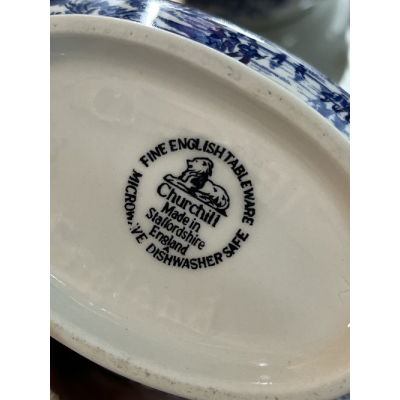 FINE ENGLISH TABLEWARE
Churchill
Made in
Staffordshire
England
MICROWAVE DISHWASHER SAFE